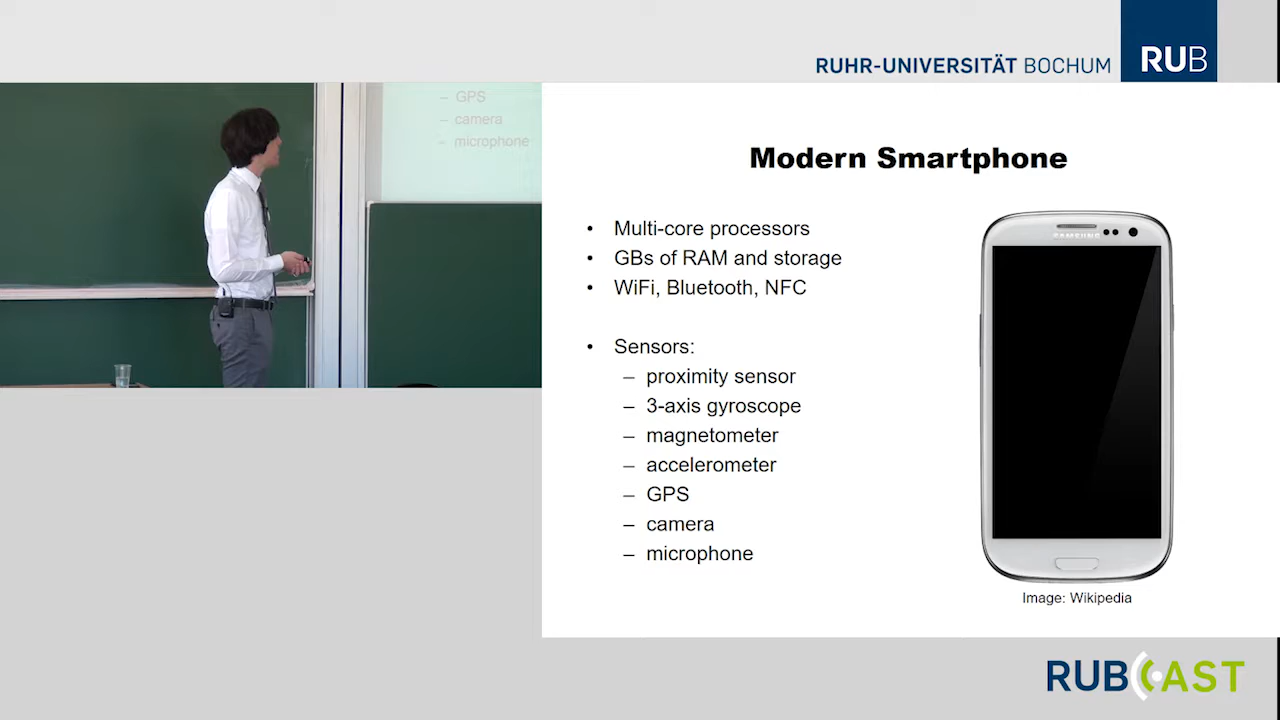 RUHR-UNIVERSITÄT BOCHUM
RUB
– GPS
– camera
– microphone
Modern Smartphone
• Multi-core processors
• GBs of RAM and storage
• WiFi, Bluetooth, NFC
• Sensors:
– proximity sensor
– 3-axis gyroscope
– magnetometer
– accelerometer
– GPS
– camera
– microphone
SAMSUNG
Image: Wikipedia
RUBCAST